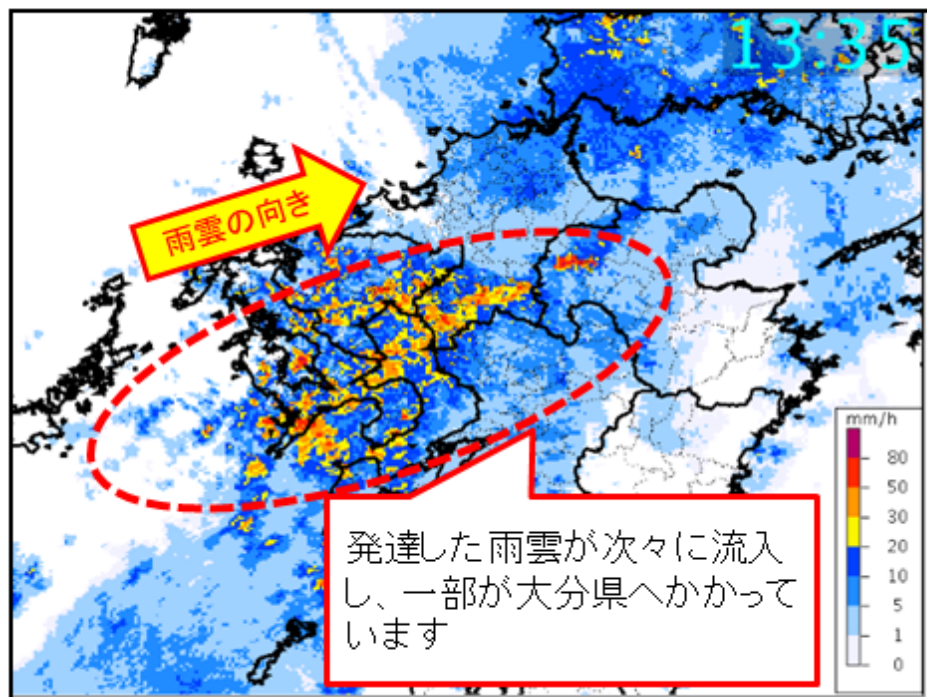 13:35
雨雲の向き
mm/h
80
50
30
20
10
5
1
0
発達した雨雲が次々に流入
し、一部が大分県へかかって
います